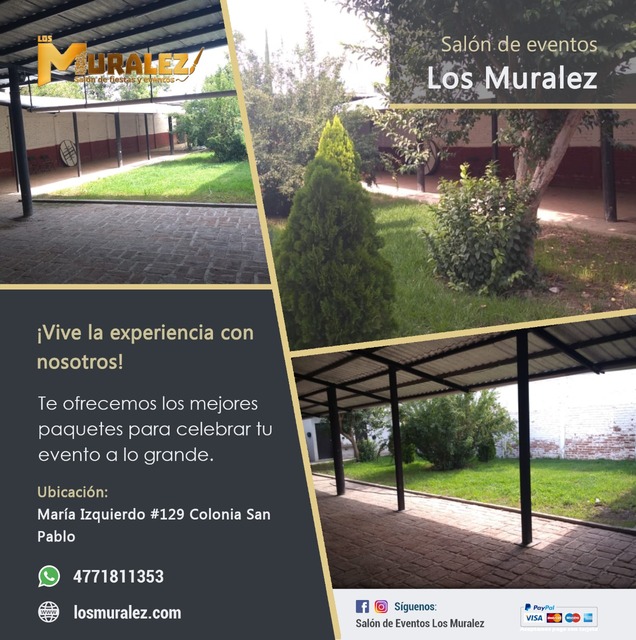 LOS
MURALEZ
Salón de fiestas y eventos
Salón de eventos
Los Muralez
¡Vive la experiencia con
nosotros!
Te ofrecemos los mejores
paquetes para celebrar tu
evento a lo grande.
Ubicación:
María Izquierdo #129 Colonia San
Pablo
4771811353
losmuralez.com
Síguenos:
Salón de Eventos Los Muralez
PayPal
VISA